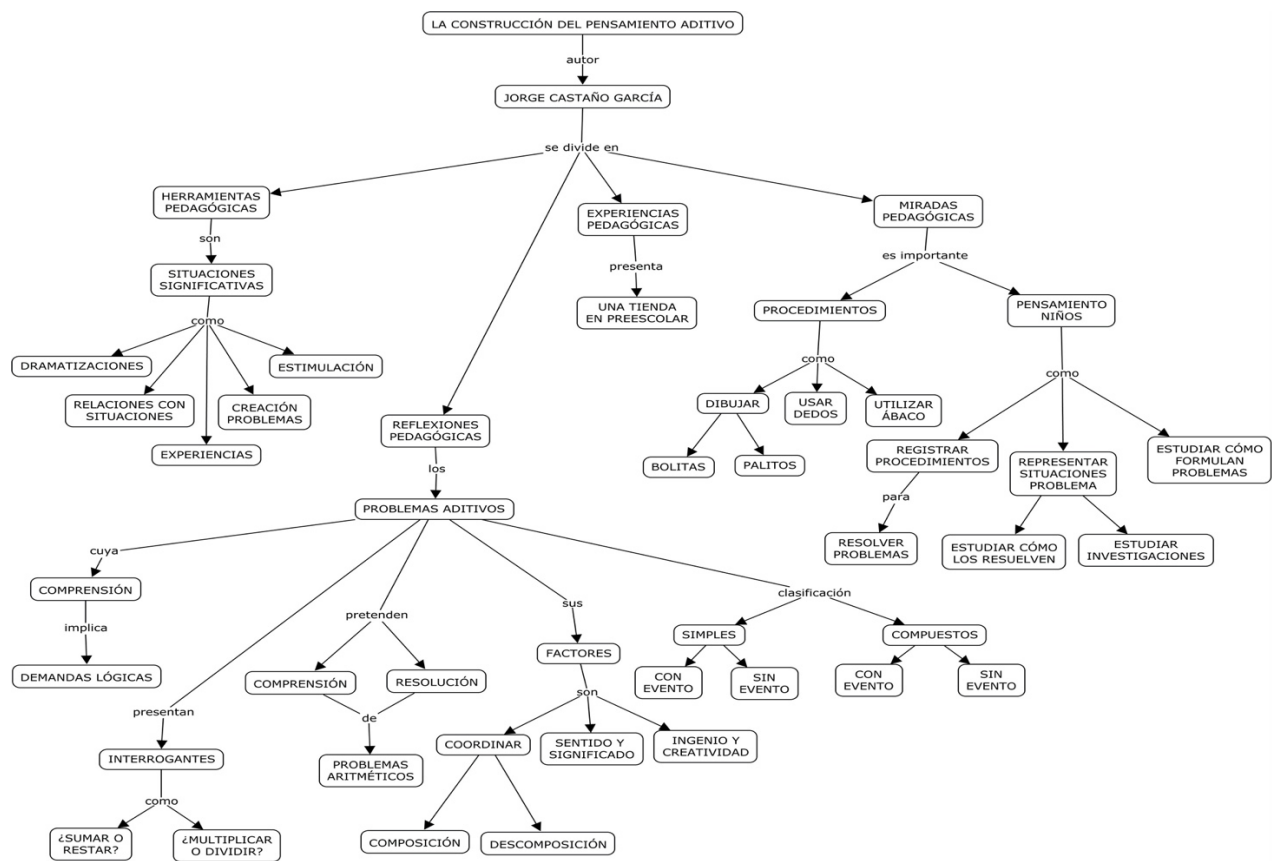 LA CONSTRUCCIÓN DEL PENSAMIENTO ADITIVO
autor
JORGE CASTAÑO GARCÍA
se divide en
HERRAMIENTAS
PEDAGÓGICAS
son
SITUACIONES
SIGNIFICATIVAS
como
DRAMATIZACIONES
RELACIONES CON
SITUACIONES
EXPERIENCIAS
CREACIÓN
PROBLEMAS
ESTIMULACIÓN
REFLEXIONES
PEDAGÓGICAS
los
PROBLEMAS ADITIVOS
cuya
COMPRENSIÓN
implica
DEMANDAS LÓGICAS
presentan
INTERROGANTES
como
¿SUMAR O
RESTAR?
¿MULTIPLICAR
O DIVIDIR?
pretenden
COMPRENSIÓN
RESOLUCIÓN
de
PROBLEMAS
ARITMÉTICOS
sus
FACTORES
son
COORDINAR
COMPOSICIÓN
DESCOMPOSICIÓN
SENTIDO Y
SIGNIFICADO
INGENIO Y
CREATIVIDAD
clasificación
SIMPLES
CON
EVENTO
SIN
EVENTO
COMPUESTOS
CON
EVENTO
SIN
EVENTO
EXPERIENCIAS
PEDAGÓGICAS
presenta
UNA TIENDA
EN PREESCOLAR
MIRADAS
PEDAGÓGICAS
es importante
PROCEDIMIENTOS
como
DIBUJAR
BOLITAS
PALITOS
USAR
DEDOS
UTILIZAR
ÁBACO
PENSAMIENTO
NIÑOS
como
REGISTRAR
PROCEDIMIENTOS
para
RESOLVER
PROBLEMAS
REPRESENTAR
SITUACIONES
PROBLEMA
ESTUDIAR CÓMO
LOS RESUELVEN
ESTUDIAR
INVESTIGACIONES
ESTUDIAR CÓMO
FORMULAN
PROBLEMAS